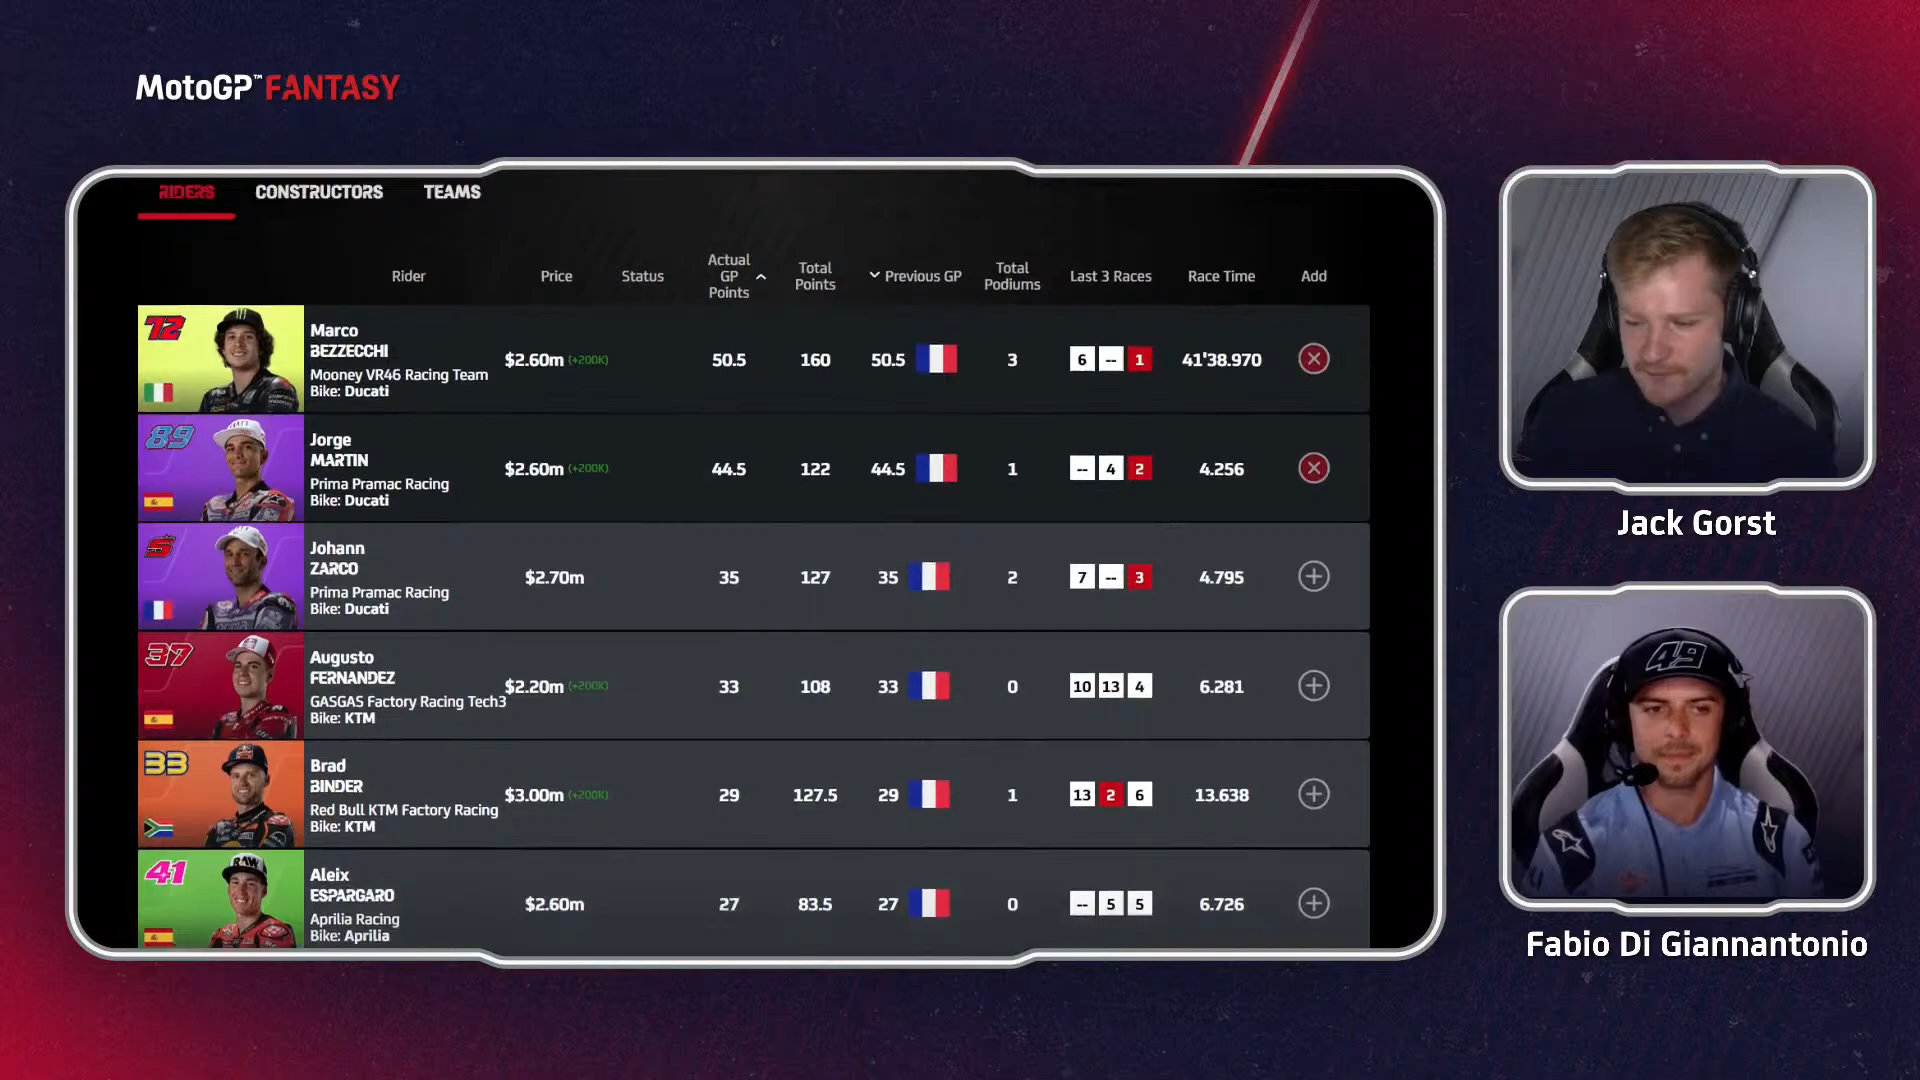 MotoGP™ FANTASY
RIDERS CONSTRUCTORS TEAMS
Rider Price Status Actual GP Points Total Points Previous GP Total Podiums Last 3 Races Race Time Add
72
Marco
BEZZECCHI
Mooney VR46 Racing Team
Bike: Ducati
$2.60m (+200K) 50.5 160 50.5 3 6 -- 1 41'38.970
89
Jorge
MARTIN
Prima Pramac Racing
Bike: Ducati
$2.60m (+200K) 44.5 122 44.5 1 -- 4 2 4.256
5
Johann
ZARCO
Prima Pramac Racing
Bike: Ducati
$2.70m 35 127 35 2 7 -- 3 4.795
37
Augusto
FERNANDEZ
GASGAS Factory Racing Tech3
Bike: KTM
$2.20m (+200K) 33 108 33 0 10 13 4 6.281
33
Brad
BINDER
Red Bull KTM Factory Racing
Bike: KTM
$3.00m (+200K) 29 127.5 29 1 13 2 6 13.638
41
RAW
Aleix
ESPARGARO
Aprilia Racing
Bike: Aprilia
$2.60m 27 83.5 27 0 -- 5 5 6.726
Jack Gorst
49
Fabio Di Giannantonio